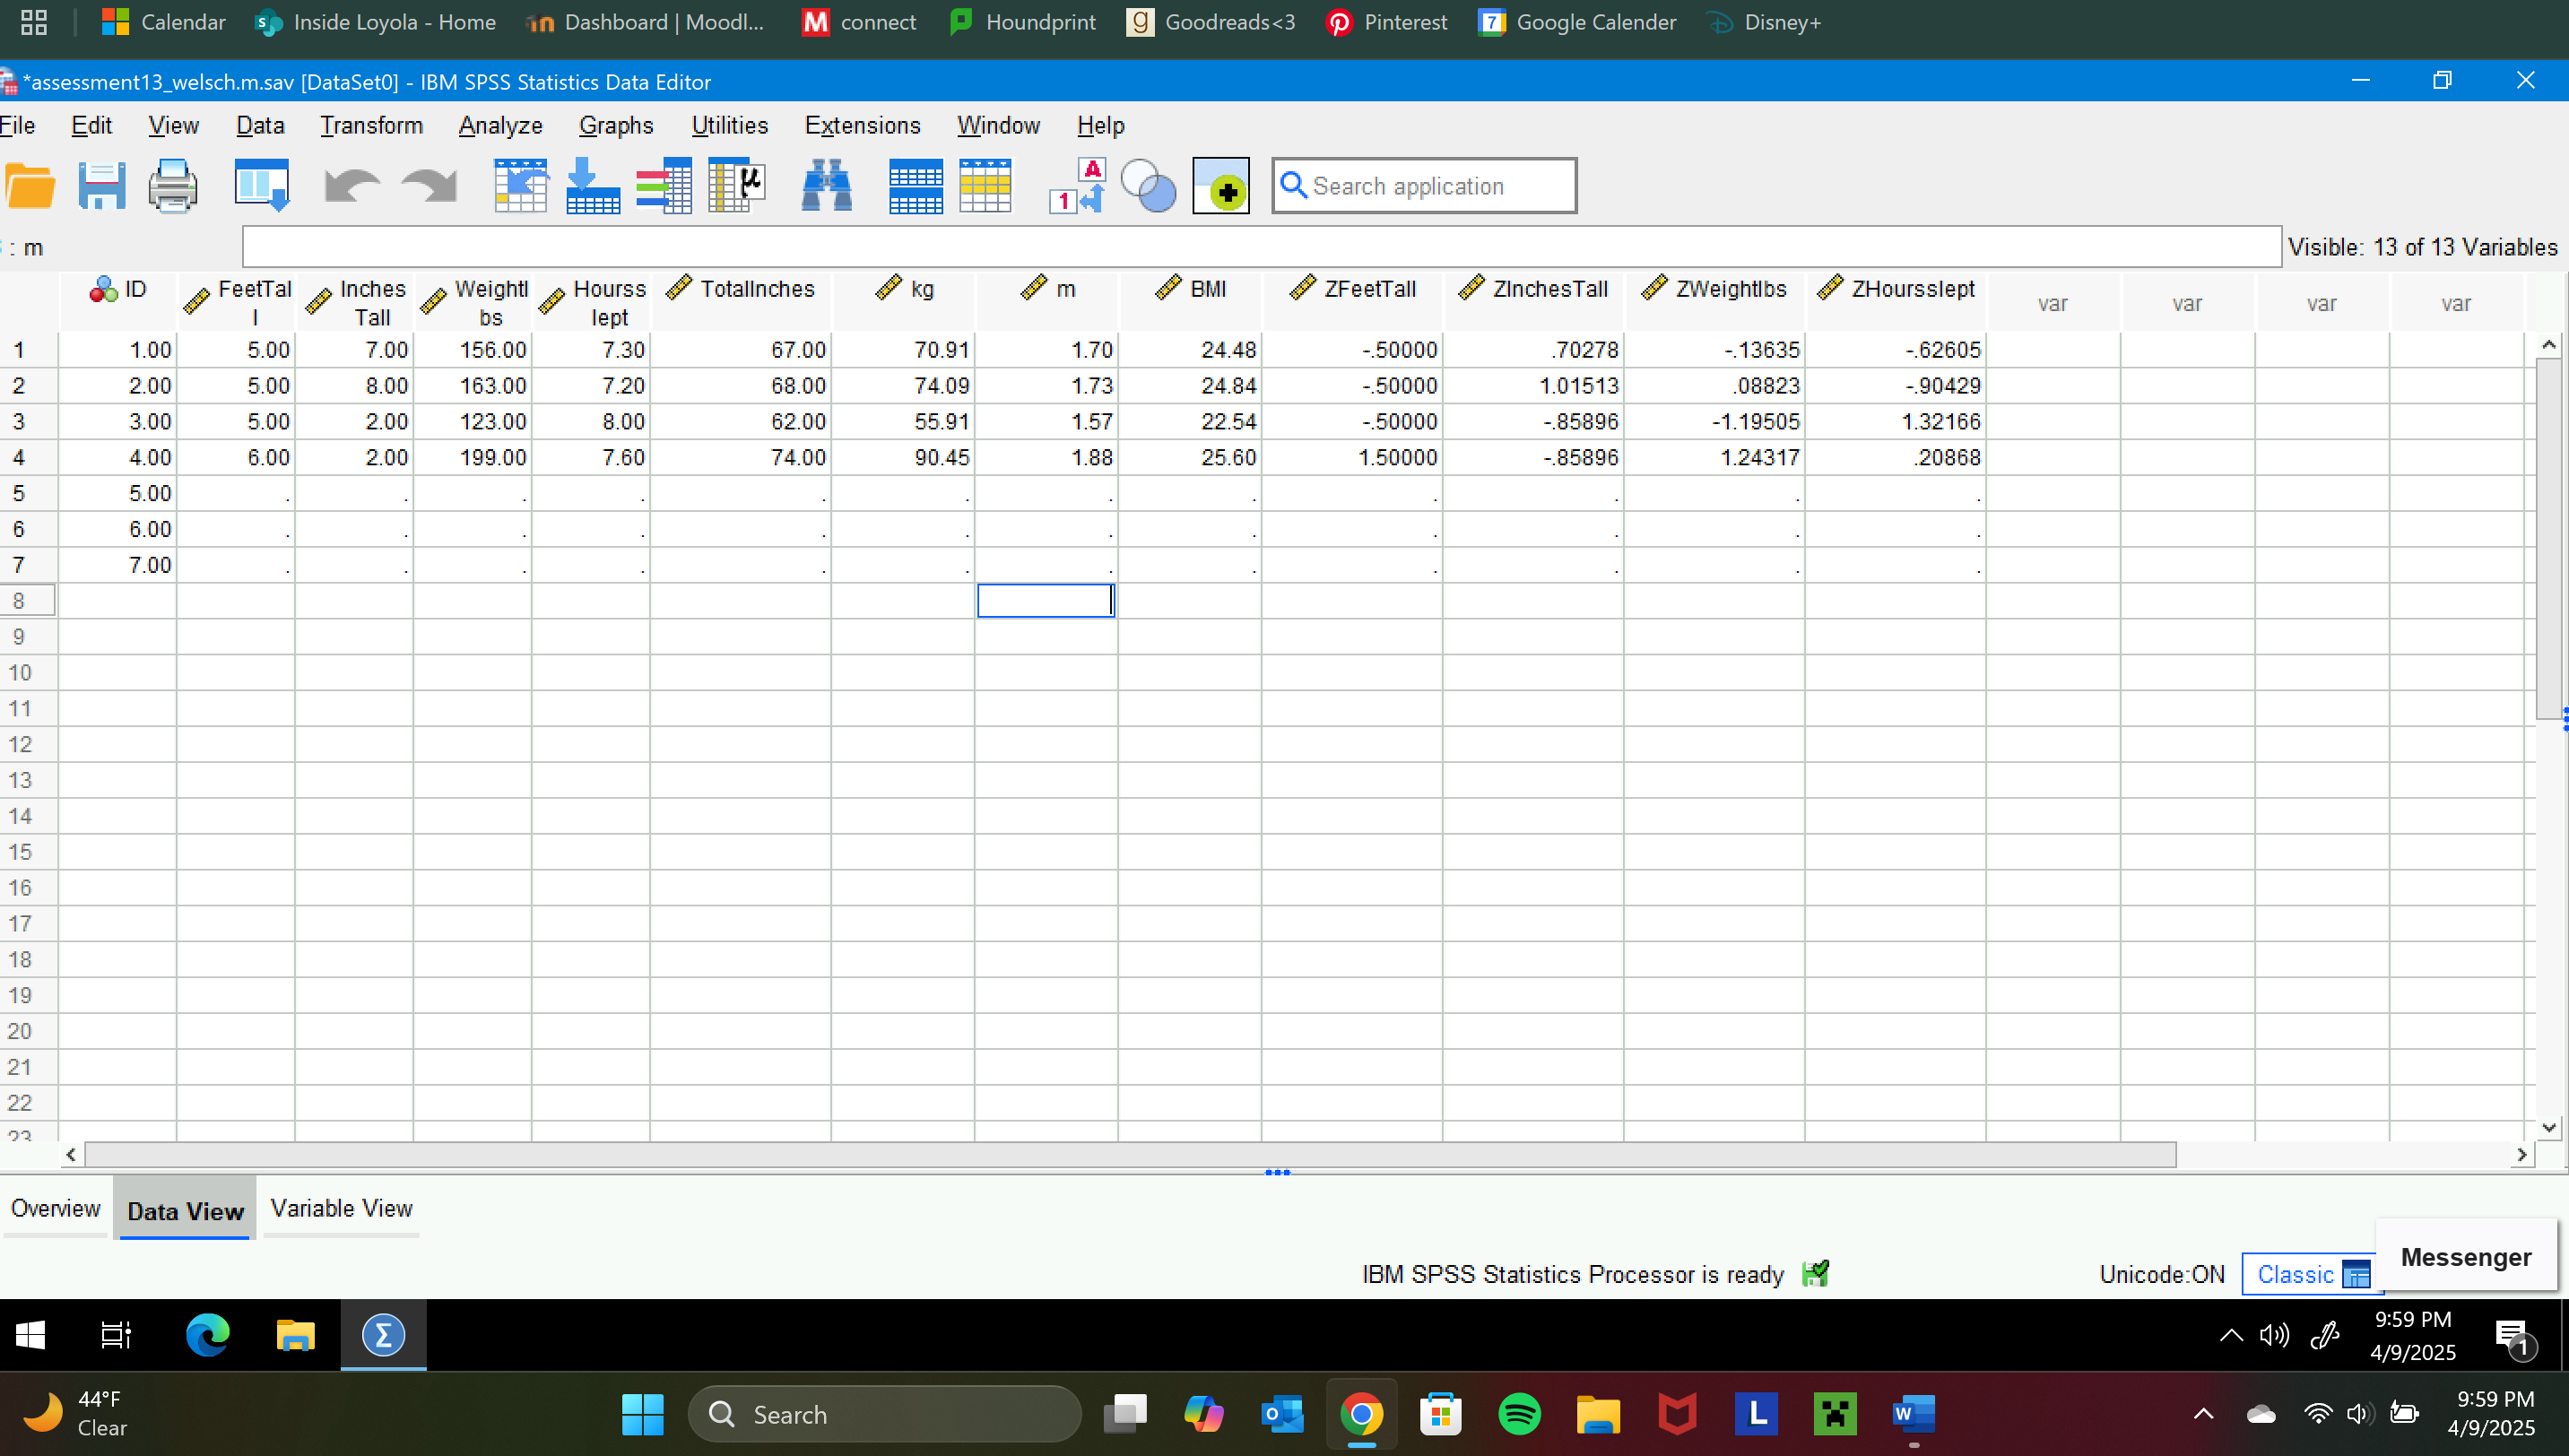 Calendar Inside Loyola - Home Dashboard | Moodl... connect Houndprint Goodreads<3 Pinterest Google Calender Disney+
*assessment13_welsch.m.sav [DataSet0] - IBM SPSS Statistics Data Editor
File Edit View Data Transform Analyze Graphs Utilities Extensions Window Help
Search application
: m Visible: 13 of 13 Variables
ID FeetTall InchesTall Weightlbs Hoursslept TotalInches kg m BMI ZFeetTall ZInchesTall ZWeightlbs ZHoursslept var var var var
1 1.00 5.00 7.00 156.00 7.30 67.00 70.91 1.70 24.48 -.50000 .70278 -.13635 -.62605
2 2.00 5.00 8.00 163.00 7.20 68.00 74.09 1.73 24.84 -.50000 1.01513 .08823 -.90429
3 3.00 5.00 2.00 123.00 8.00 62.00 55.91 1.57 22.54 -.50000 -.85896 -1.19505 1.32166
4 4.00 6.00 2.00 199.00 7.60 74.00 90.45 1.88 25.60 1.50000 -.85896 1.24317 .20868
5 5.00 . . . . . . . . . . . .
6 6.00 . . . . . . . . . . . .
7 7.00 . . . . . . . . . . . .
8
9
10
11
12
13
14
15
16
17
18
19
20
21
22
23
Overview Data View Variable View
Messenger
IBM SPSS Statistics Processor is ready Unicode:ON Classic
9:59 PM
4/9/2025
1
44°F
Clear
Search
9:59 PM
4/9/2025